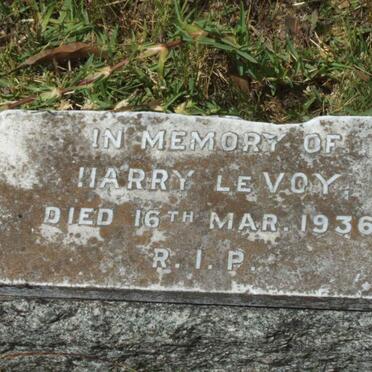 IN MEMORY OF
HARRY LEVOY.
DIED 16TH MAR. 1936
R.I.P.